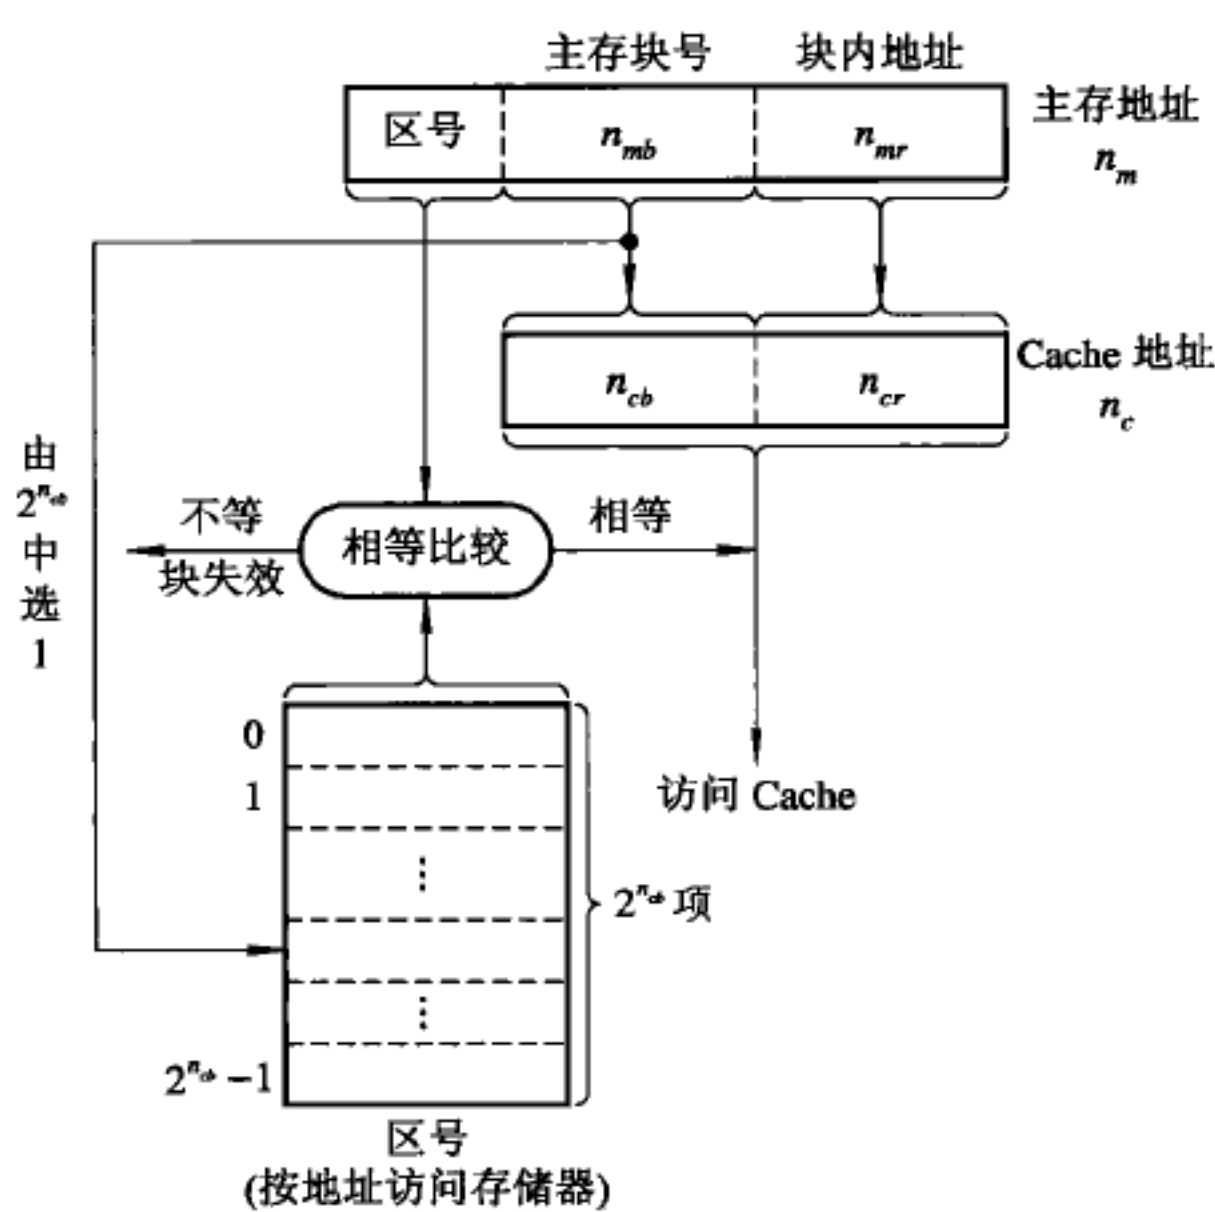 主存块号 块内地址
区号 n_mb n_mr
主存地址
n_m
n_cb n_cr
Cache 地址
n_c
由
2^n_cb
中
选
1
不等
块失效
相等比较
相等
访问 Cache
0
1
⋮
2^n_cb 项
⋮
2^n_cb −1
区号
(按地址访问存储器)